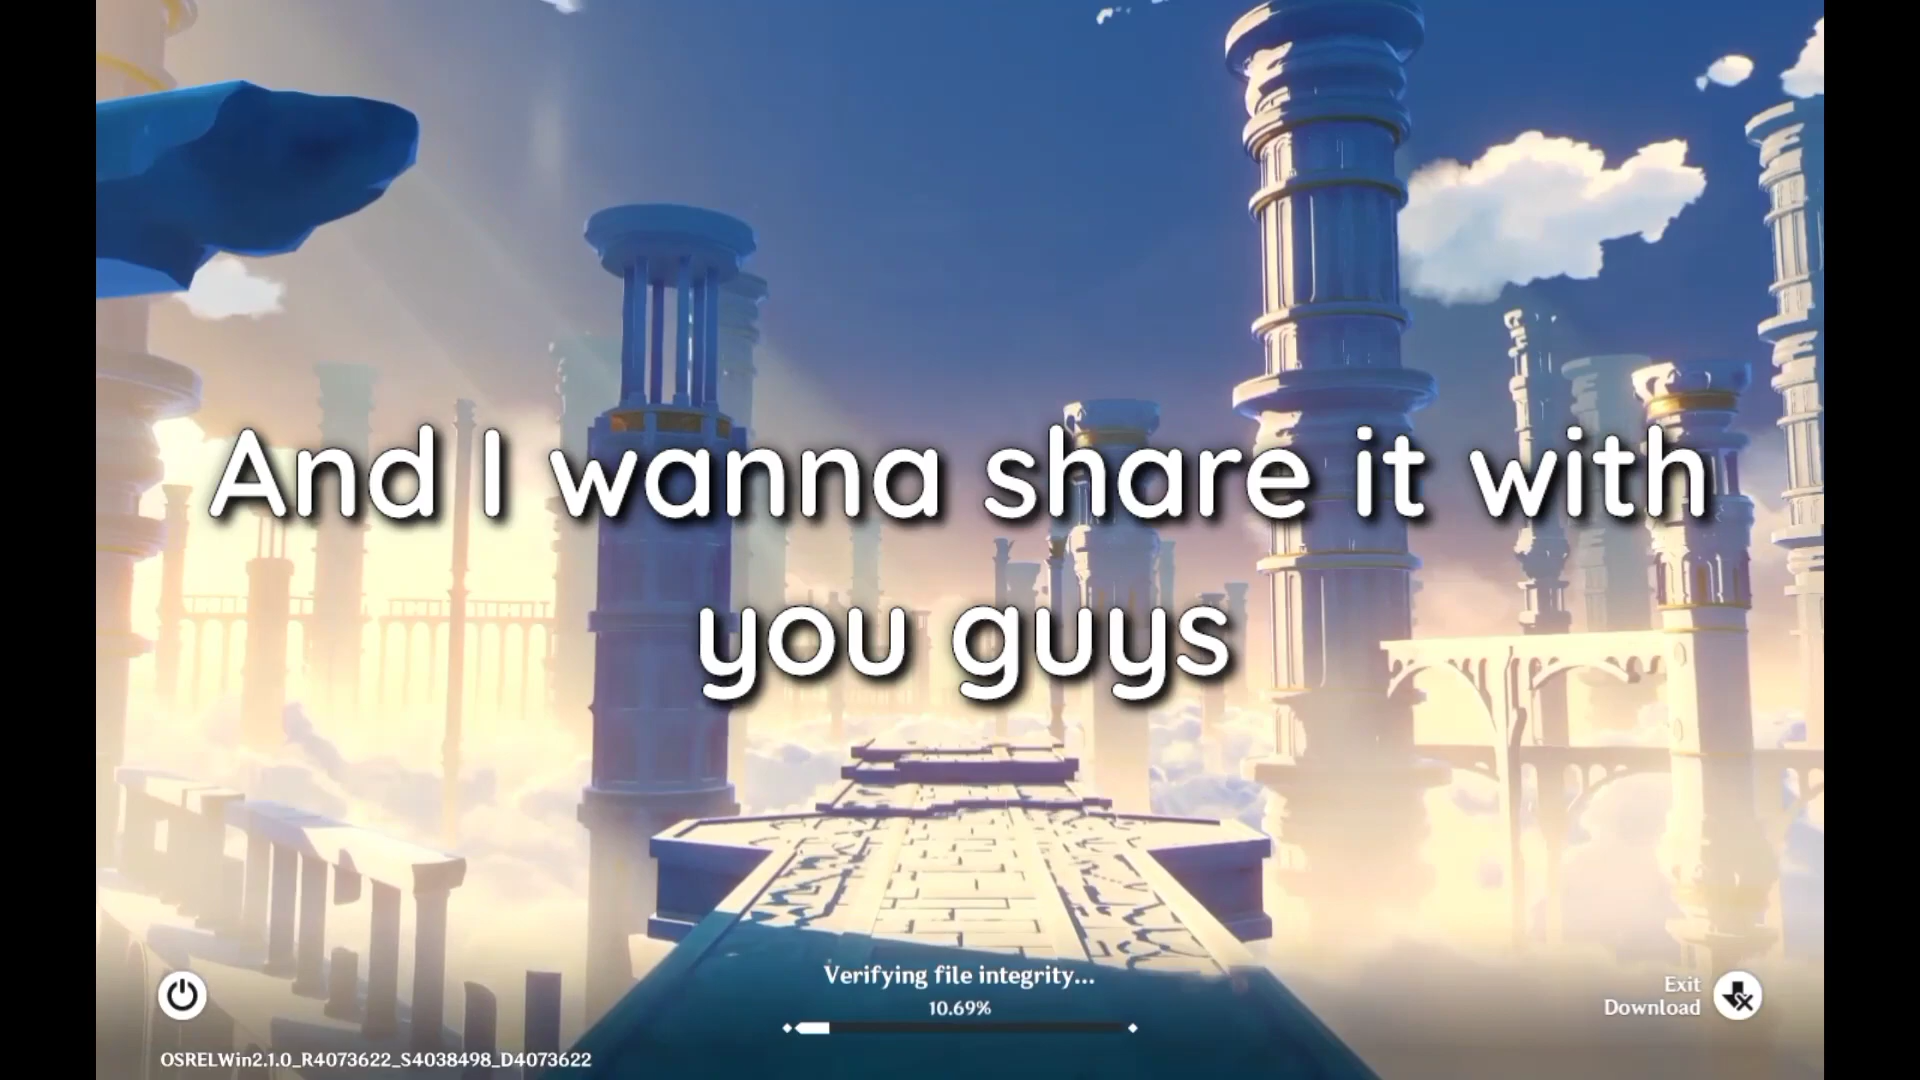 And I wanna share it with
you guys
Verifying file integrity...
10.69%
Exit
Download
OSRELWin2.1.0_R4073622_S4038498_D4073622